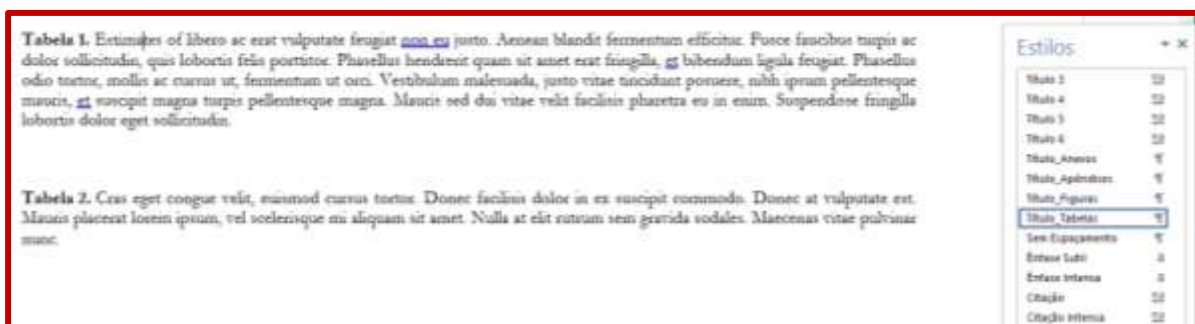 Tabela 1. Estimates of libero ac erat vulputate feugiat non eu justo. Aenean blandit fermentum efficitur. Fusce faucibus turpis ac
dolor sollicitudin, quis lobortis felis porttitor. Phasellus hendrerit quam sit amet erat fringilla, et bibendum ligula feugiat. Phasellus
odio tortor, mollis ac cursus ut, fermentum ut orci. Vestibulum malesuada, justo vitae tincidunt posuere, nibh ipsum pellentesque
mauris, et suscipit magna turpis pellentesque magna. Mauris sed dui vitae velit facilisis pharetra eu in enim. Suspendisse fringilla
lobortis dolor eget sollicitudin.
Tabela 2. Cras eget congue velit, euismod cursus tortor. Donec facilisis dolor in ex suscipit commodo. Donec at vulputate est.
Mauris placerat lorem ipsum, vel scelerisque mi aliquam sit amet. Nulla at elit rutrum sem gravida sodales. Maecenas vitae pulvinar
nunc.
Estilos
Título 3
Título 4
Título 5
Título 6
Título_Anexos
Título_Apêndices
Título_Figuras
Título_Tabelas
Sem Espaçamento
Ênfase Sutil
Ênfase Intensa
Citação
Citação Intensa